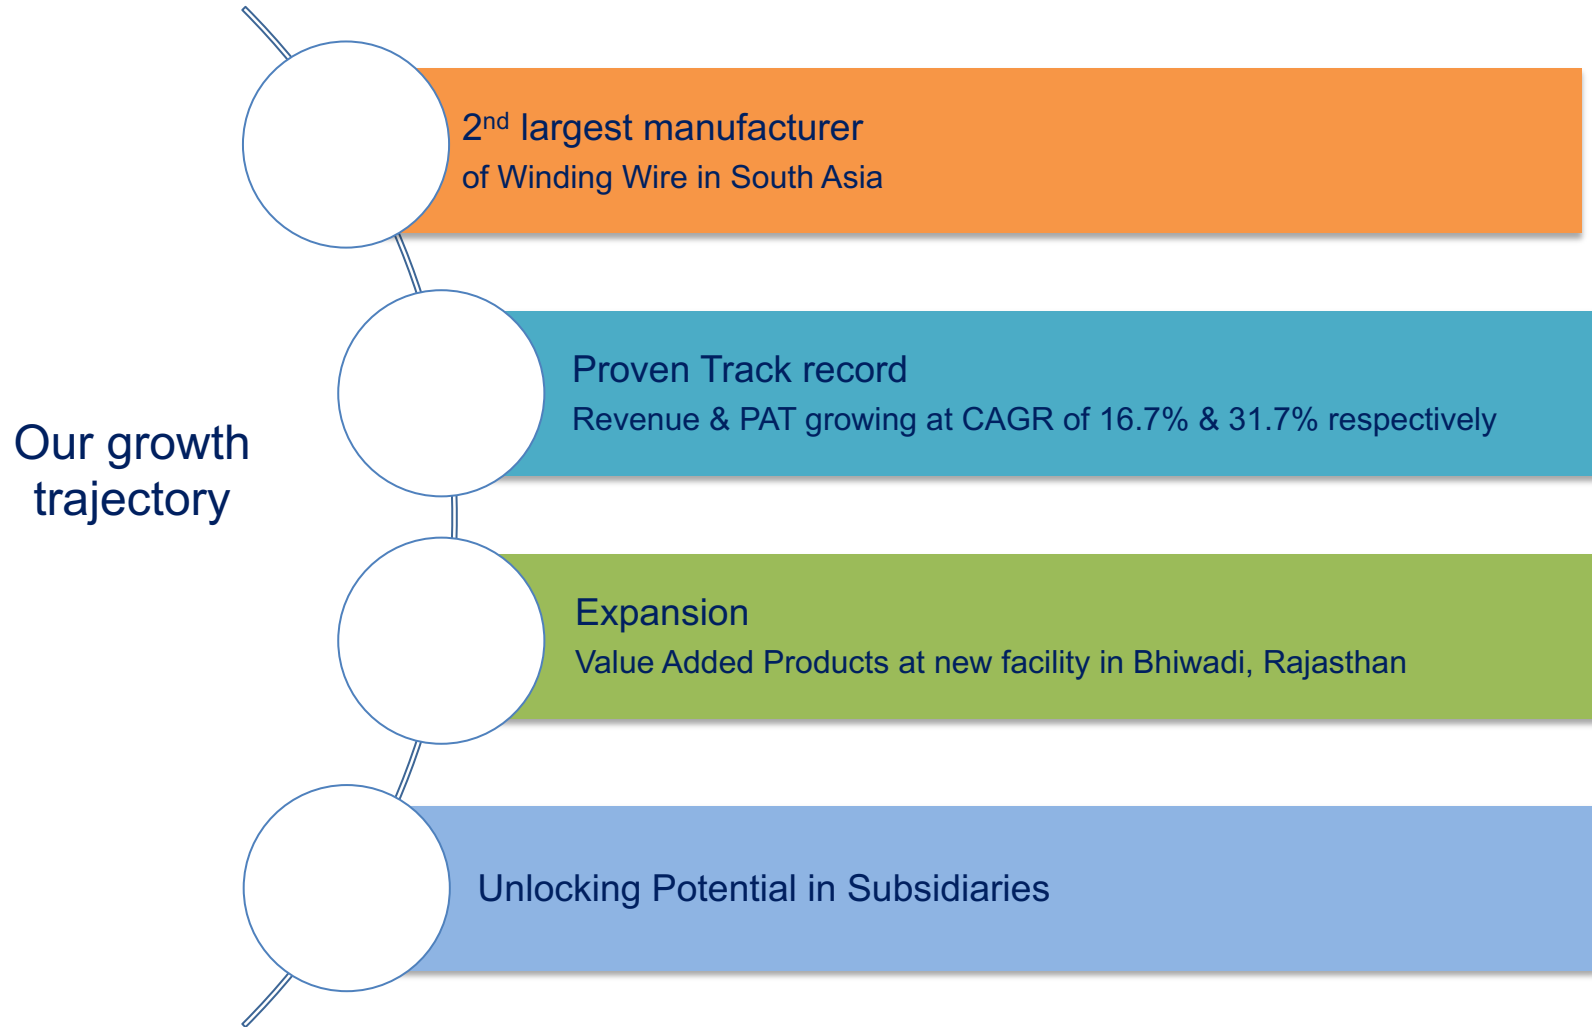 Our growth
trajectory
2nd largest manufacturer
of Winding Wire in South Asia
Proven Track record
Revenue & PAT growing at CAGR of 16.7% & 31.7% respectively
Expansion
Value Added Products at new facility in Bhiwadi, Rajasthan
Unlocking Potential in Subsidiaries